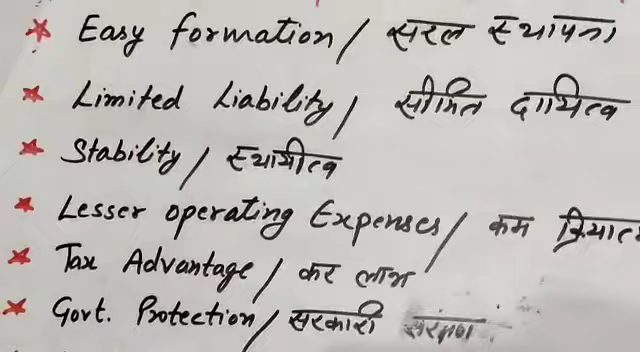 Easy formation / सरल स्थापना
Limited Liability / सीमित दायित्व
Stability / स्थायीत्व
Lesser operating Expenses / कम
Tax Advantage / कर लाभ
Govt. Protection / सरकारी संरक्षण